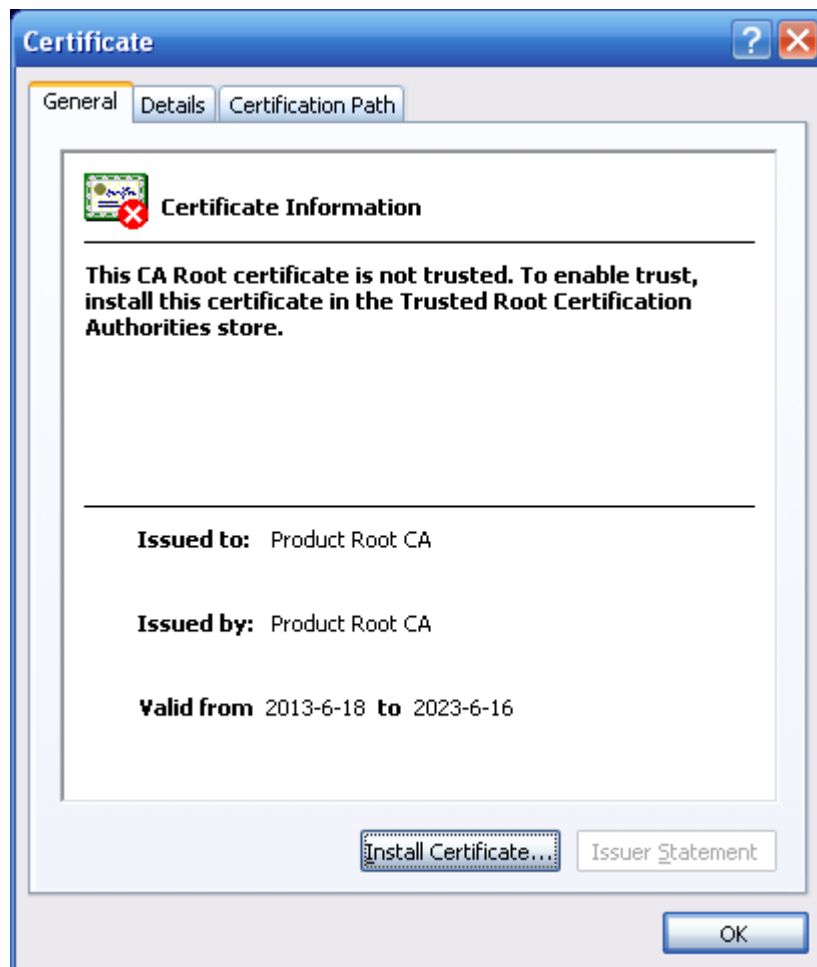 Certificate
General Details Certification Path
Certificate Information
This CA Root certificate is not trusted. To enable trust,
install this certificate in the Trusted Root Certification
Authorities store.
Issued to: Product Root CA
Issued by: Product Root CA
Valid from 2013-6-18 to 2023-6-16
Install Certificate... Issuer Statement
OK